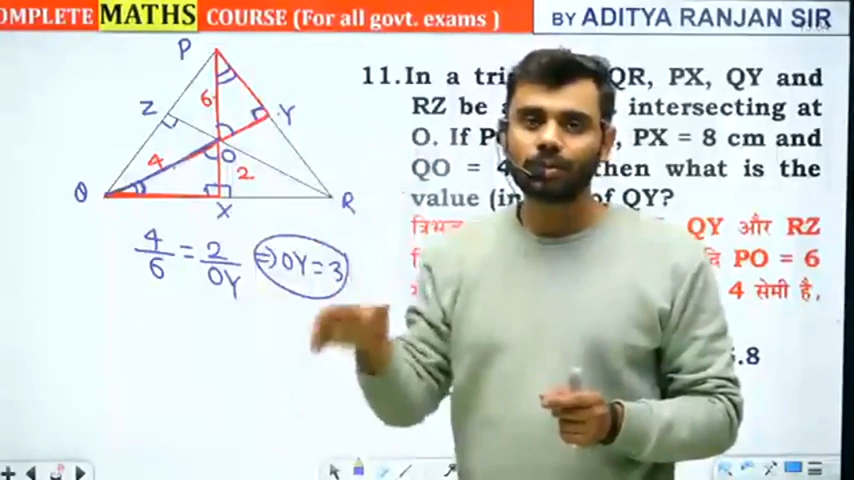 OMPLETE MATHS COURSE (For all govt. exams )
BY ADITYA RANJAN SIR
P
6
Z
Y
4
O
2
Q
X
R
4/6 = 2/OY ⇒ OY = 3
11. In a QR, PX, QY and
RZ be intersecting at
O. If PX = 8 cm and
QO = then what is the
value of QY?
QY और RZ
PO = 6
4 सेमी है,
.8